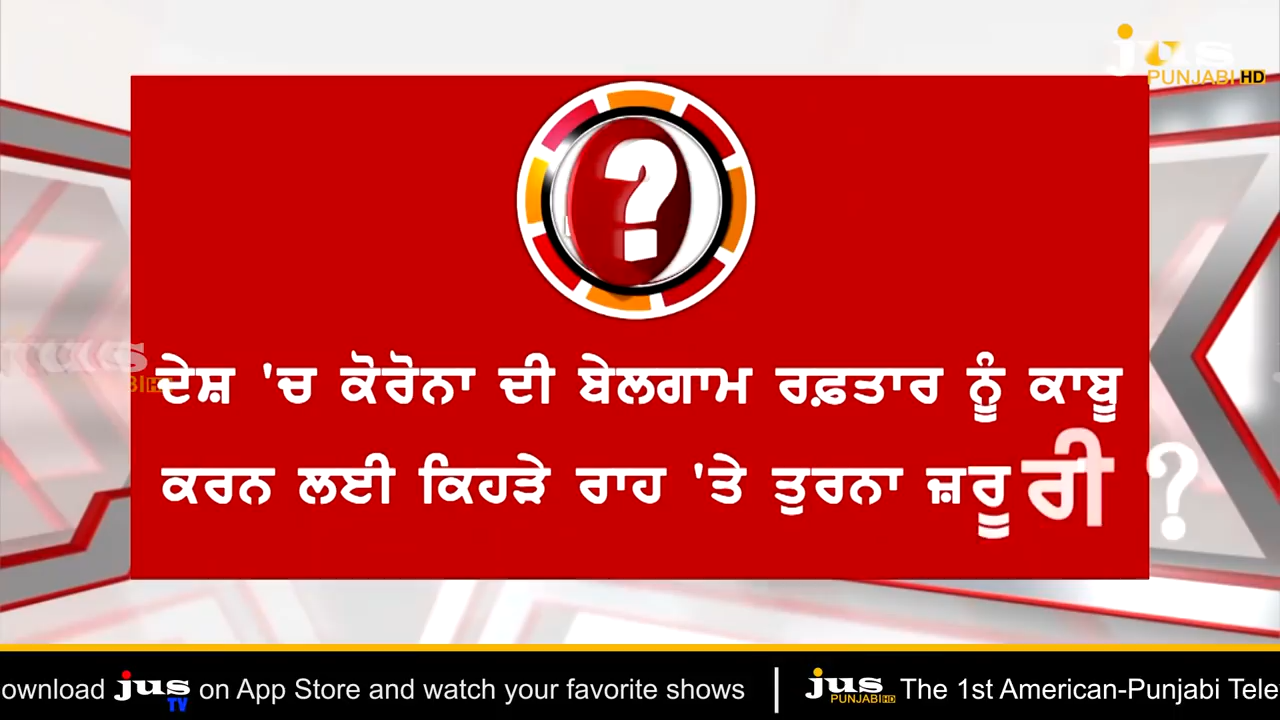 jus
PUNJABI HD
?
ਦੇਸ਼ 'ਚ ਕੋਰੋਨਾ ਦੀ ਬੇਲਗਾਮ ਰਫ਼ਤਾਰ ਨੂੰ ਕਾਬੂ
ਕਰਨ ਲਈ ਕਿਹੜੇ ਰਾਹ 'ਤੇ ਤੁਰਨਾ ਜ਼ਰੂਰੀ ?
ownload jus TV on App Store and watch your favorite shows | jus PUNJABI HD The 1st American-Punjabi Tele